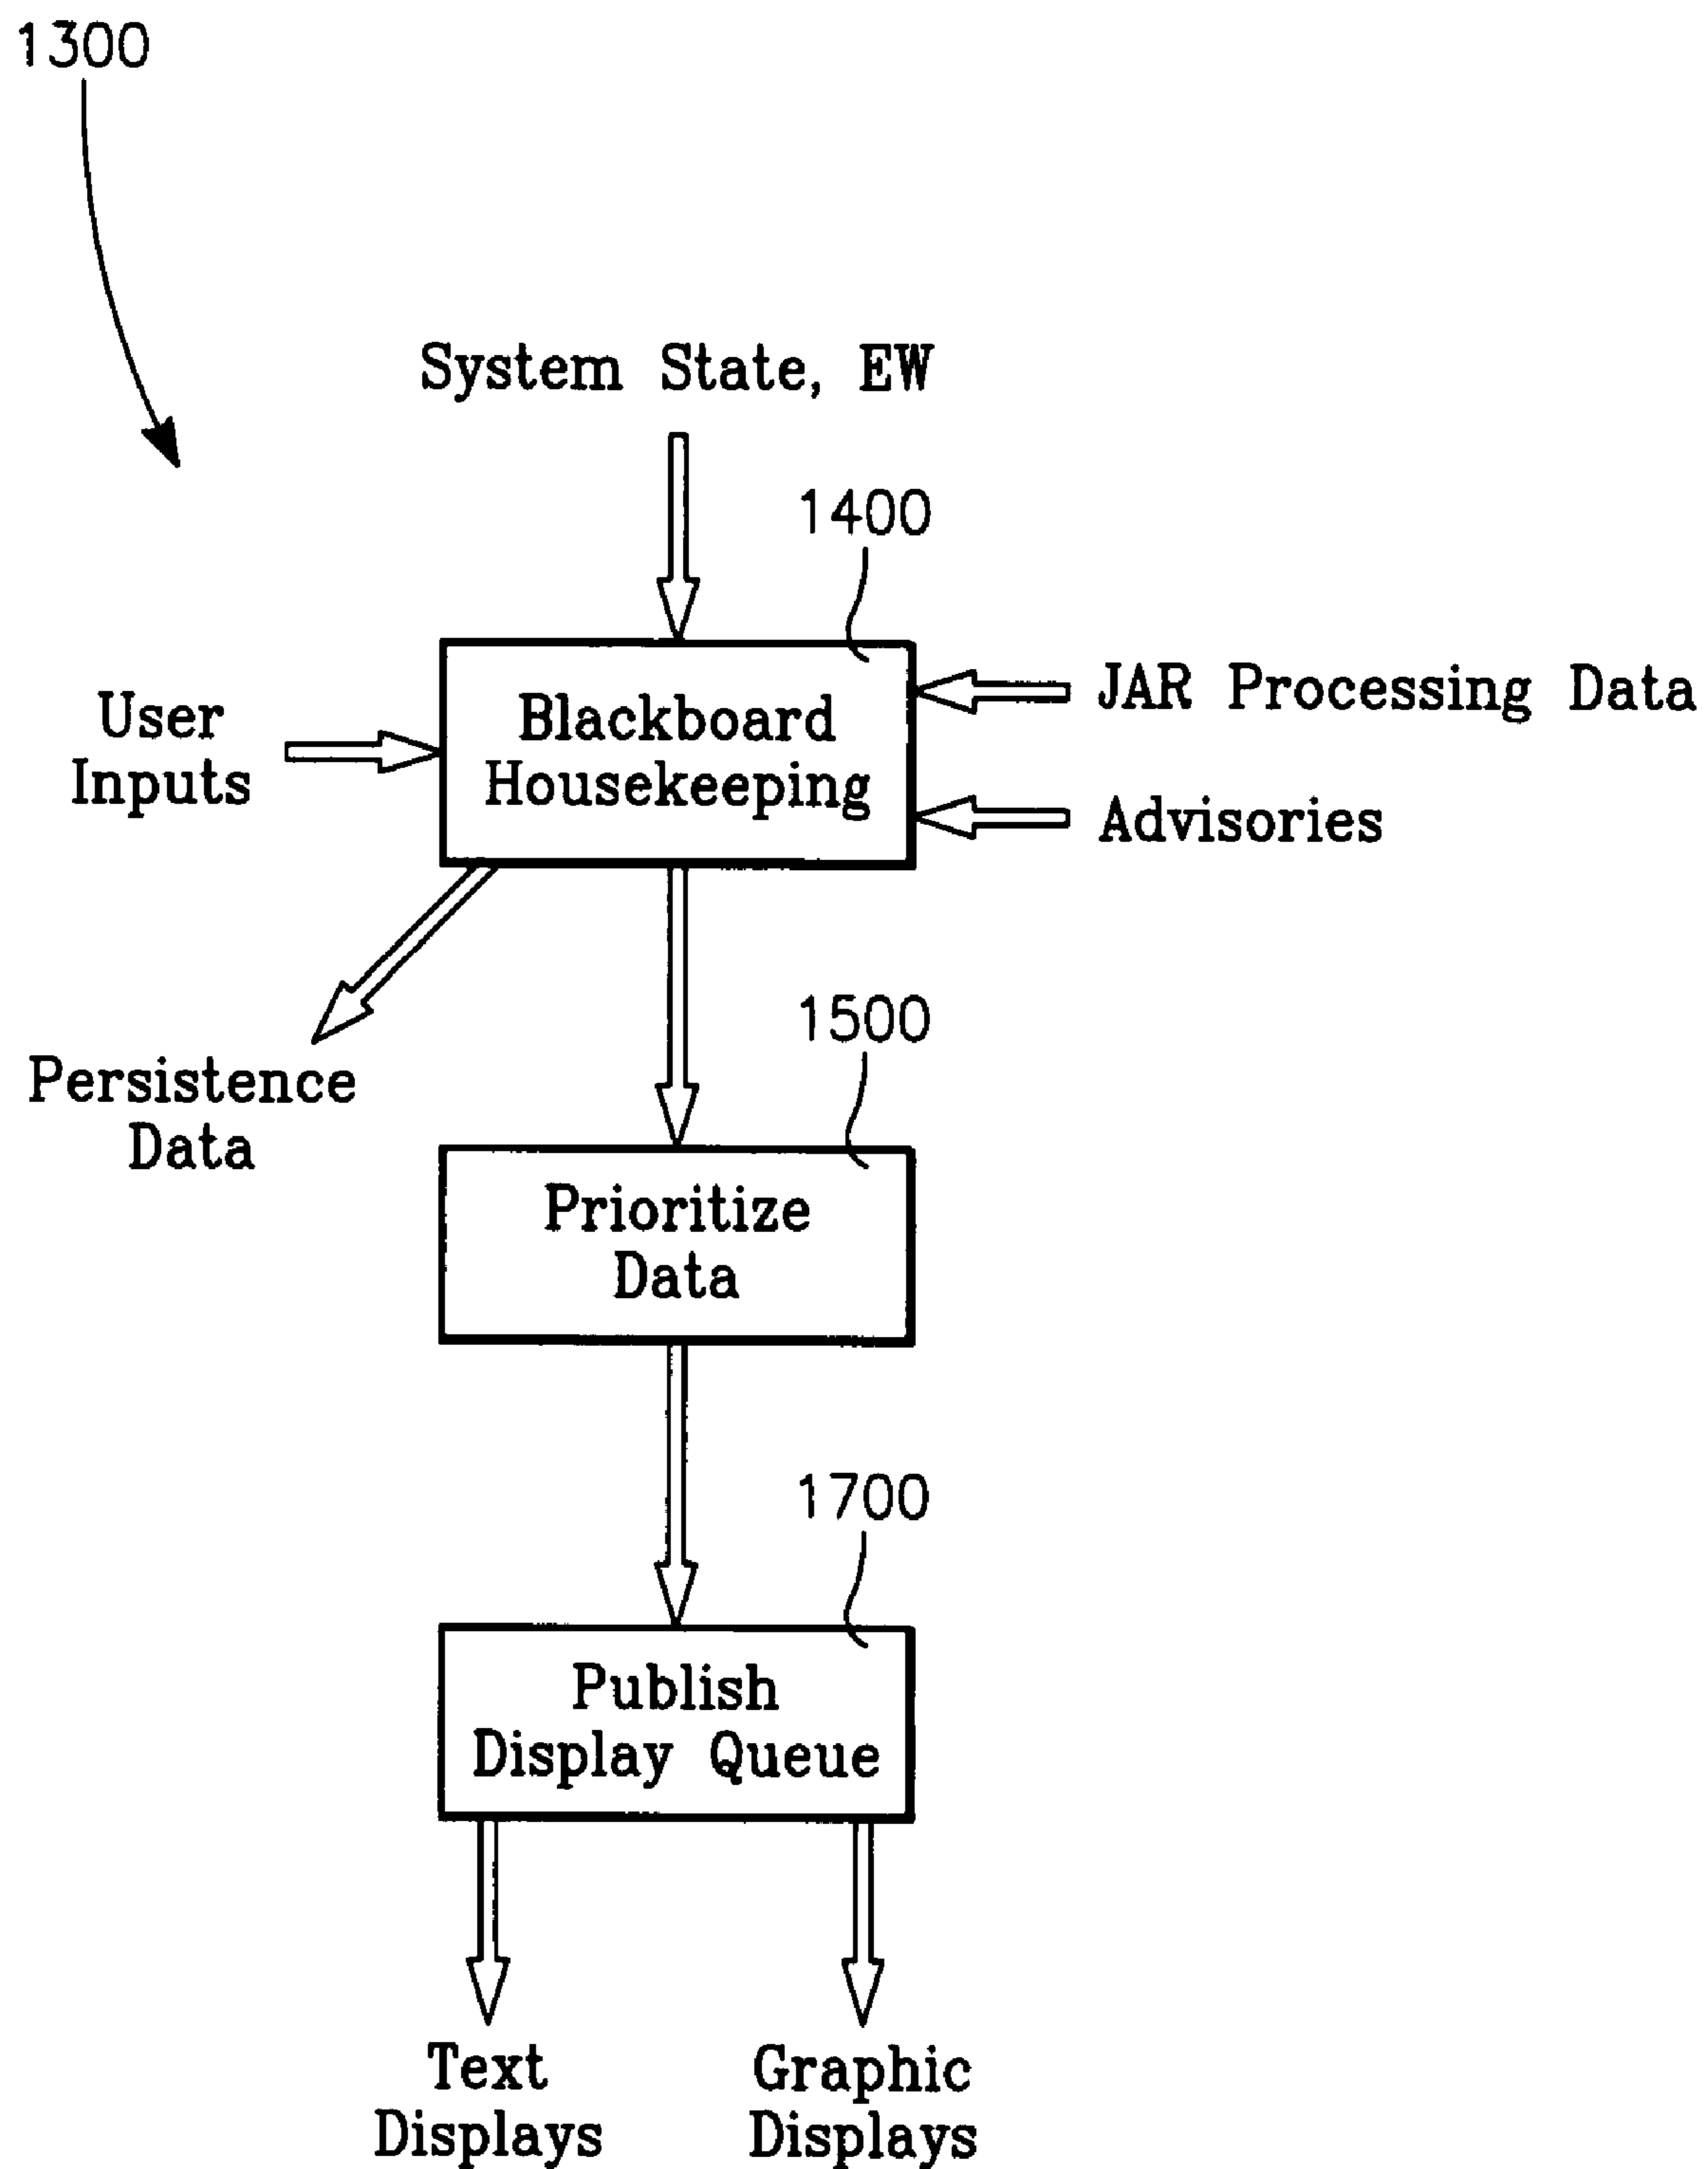 1300
System State, EW
1400
User
Inputs
Blackboard
Housekeeping
JAR Processing Data
Advisories
Persistence
Data
1500
Prioritize
Data
1700
Publish
Display Queue
Text
Displays
Graphic
Displays